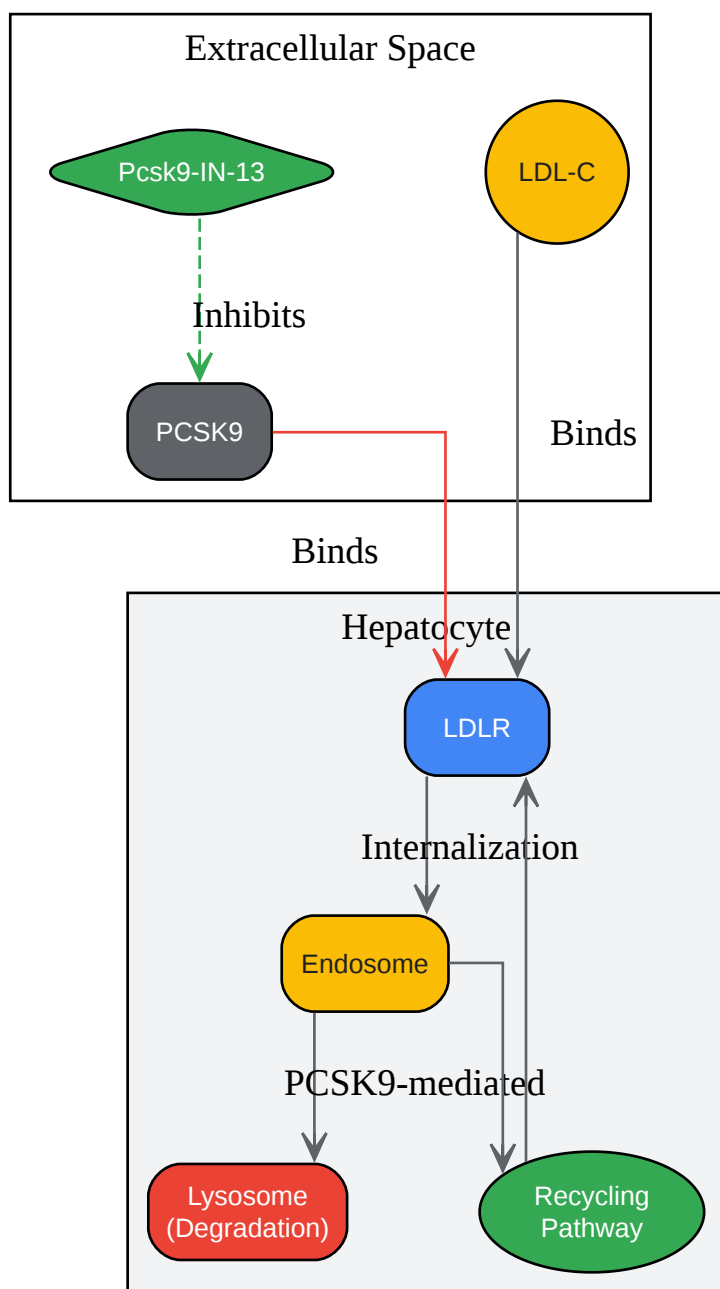 Extracellular Space
Pcsk9-IN-13
LDL-C
Inhibits
PCSK9
Binds
Binds
Hepatocyte
LDLR
Internalization
Endosome
PCSK9-mediated
Lysosome
(Degradation)
Recycling
Pathway